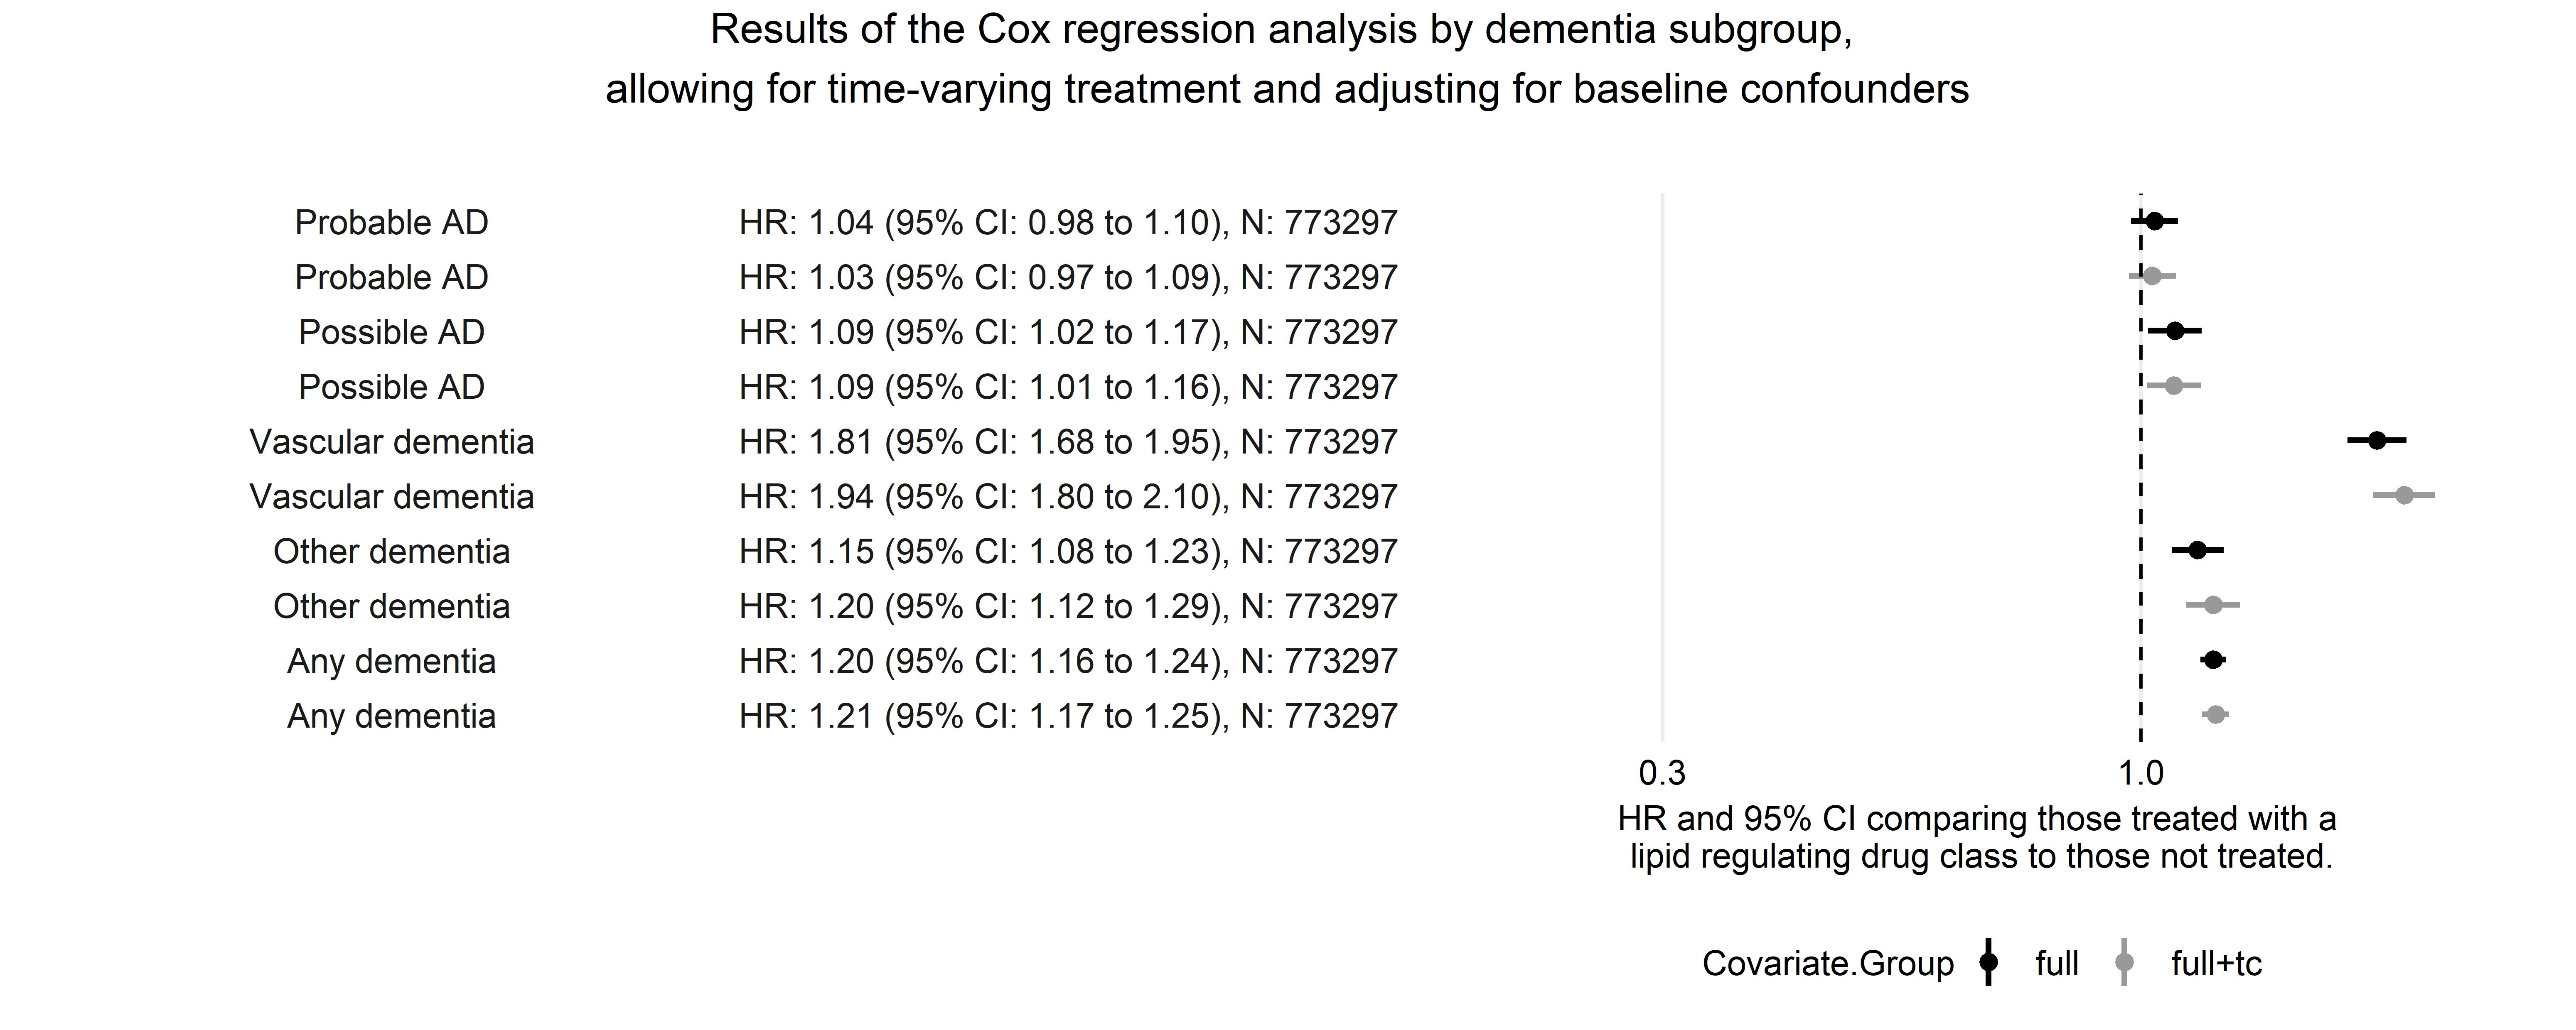 Results of the Cox regression analysis by dementia subgroup,
allowing for time-varying treatment and adjusting for baseline confounders
Probable AD HR: 1.04 (95% CI: 0.98 to 1.10), N: 773297
Probable AD HR: 1.03 (95% CI: 0.97 to 1.09), N: 773297
Possible AD HR: 1.09 (95% CI: 1.02 to 1.17), N: 773297
Possible AD HR: 1.09 (95% CI: 1.01 to 1.16), N: 773297
Vascular dementia HR: 1.81 (95% CI: 1.68 to 1.95), N: 773297
Vascular dementia HR: 1.94 (95% CI: 1.80 to 2.10), N: 773297
Other dementia HR: 1.15 (95% CI: 1.08 to 1.23), N: 773297
Other dementia HR: 1.20 (95% CI: 1.12 to 1.29), N: 773297
Any dementia HR: 1.20 (95% CI: 1.16 to 1.24), N: 773297
Any dementia HR: 1.21 (95% CI: 1.17 to 1.25), N: 773297
0.3 1.0
HR and 95% CI comparing those treated with a
lipid regulating drug class to those not treated.
Covariate.Group full full+tc